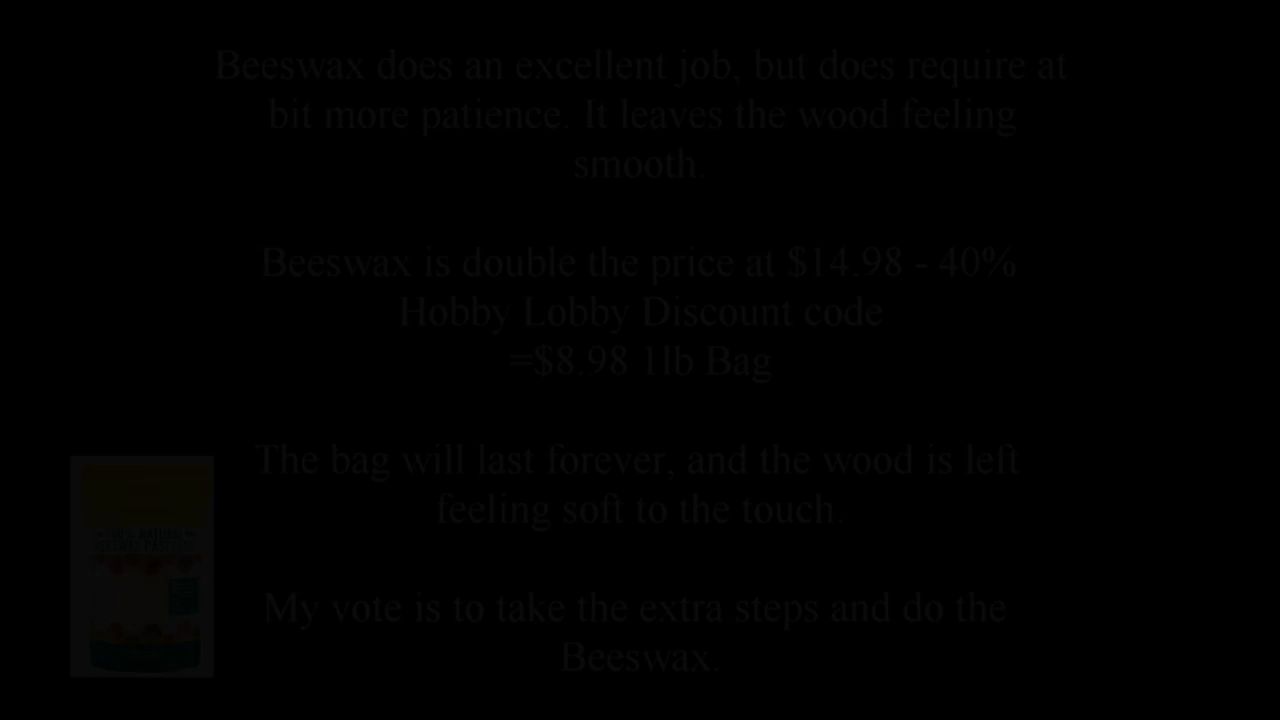 Beeswax does an excellent job, but does require at
bit more patience. It leaves the wood feeling
smooth.
Beeswax is double the price at $14.98 - 40%
Hobby Lobby Discount code
=$8.98 1lb Bag
The bag will last forever, and the wood is left
feeling soft to the touch.
My vote is to take the extra steps and do the
Beeswax.